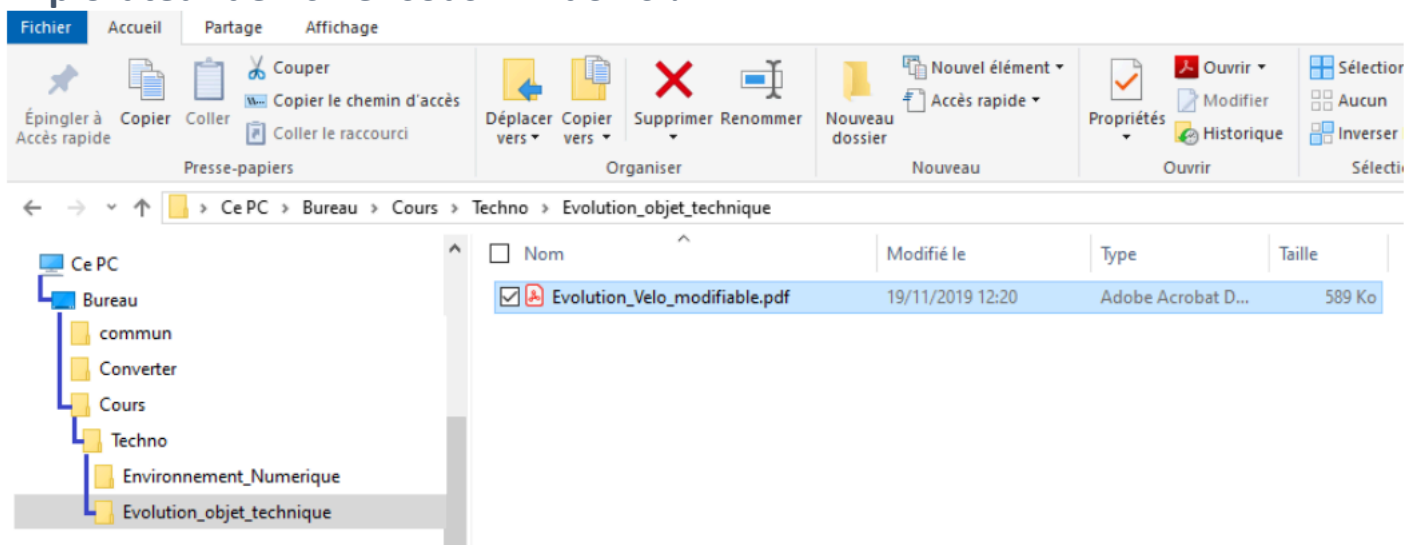 Fichier Accueil Partage Affichage
Couper
Copier le chemin d'accès
Coller le raccourci
Épingler à Accès rapide
Copier
Coller
Presse-papiers
Déplacer vers
Copier vers
Supprimer
Renommer
Organiser
Nouveau dossier
Nouvel élément
Accès rapide
Nouveau
Propriétés
Ouvrir
Modifier
Historique
Ouvrir
Aucun
Inverser
Ce PC > Bureau > Cours > Techno > Evolution_objet_technique
Nom Modifié le Type Taille
Evolution_Velo_modifiable.pdf 19/11/2019 12:20 Adobe Acrobat D... 589 Ko
Ce PC
Bureau
commun
Converter
Cours
Techno
Environnement_Numerique
Evolution_objet_technique